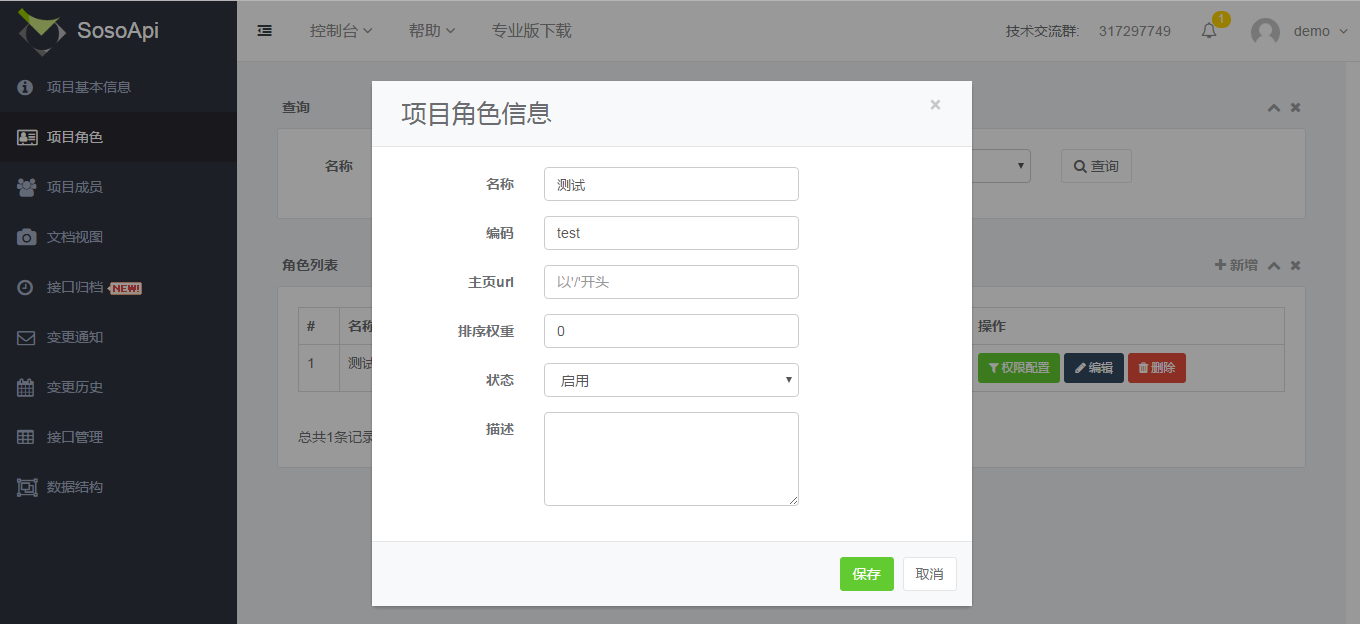 SosoApi
控制台
帮助
专业版下载
技术交流群:
317297749
1
demo
项目基本信息
项目角色
项目成员
文档视图
接口归档 NEW!
变更通知
变更历史
接口管理
数据结构
查询
名称
查询
角色列表
新增
# 名称 操作
1 测试 权限配置 编辑 删除
总共1条记录
项目角色信息
×
名称 测试
编码 test
主页url 以'/'开头
排序权重 0
状态 启用
描述
保存 取消